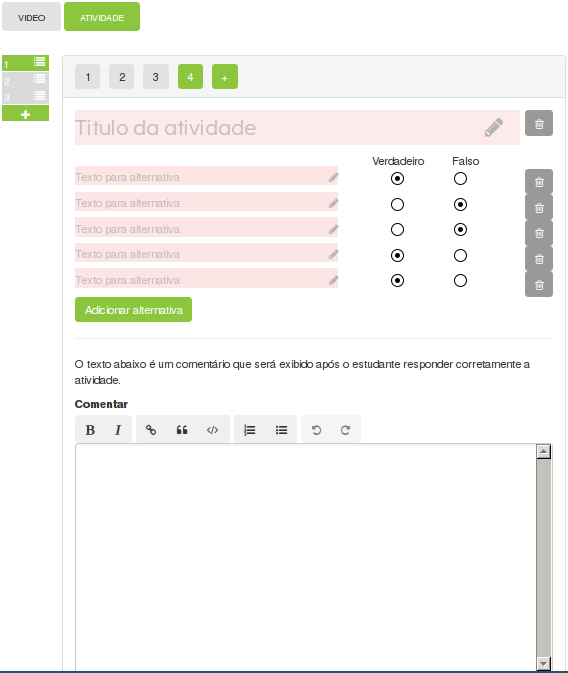 VIDEO ATIVIDADE
1
2
3
1 2 3 4 +
Título da atividade
Verdadeiro Falso
Texto para alternativa
Texto para alternativa
Texto para alternativa
Texto para alternativa
Texto para alternativa
Adicionar alternativa
O texto abaixo é um comentário que será exibido após o estudante responder corretamente a
atividade.
Comentar
B I